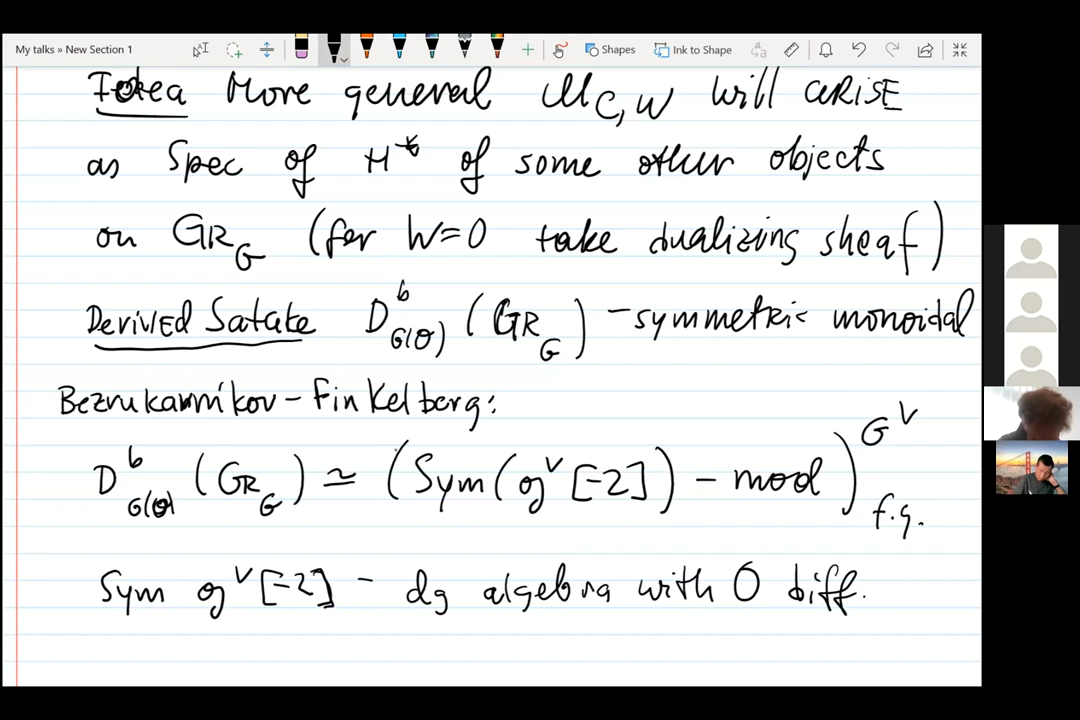 My talks » New Section 1
Shapes
Ink to Shape
Idea More general M_{C,W} will ARISE
as Spec of H^* of some other objects
on GR_G (for W=0 take dualizing sheaf)
DERIVED Satake D^b_{G(O)} (GR_G) - symmetric monoidal
Bezrukavnikov - Finkelberg:
D^b_{G(O)} (GR_G) ≃ (Sym(g^∨[-2]) - mod)^{G^∨}_{f.g.}
Sym g^∨[-2] - dg algebra with 0 diff.